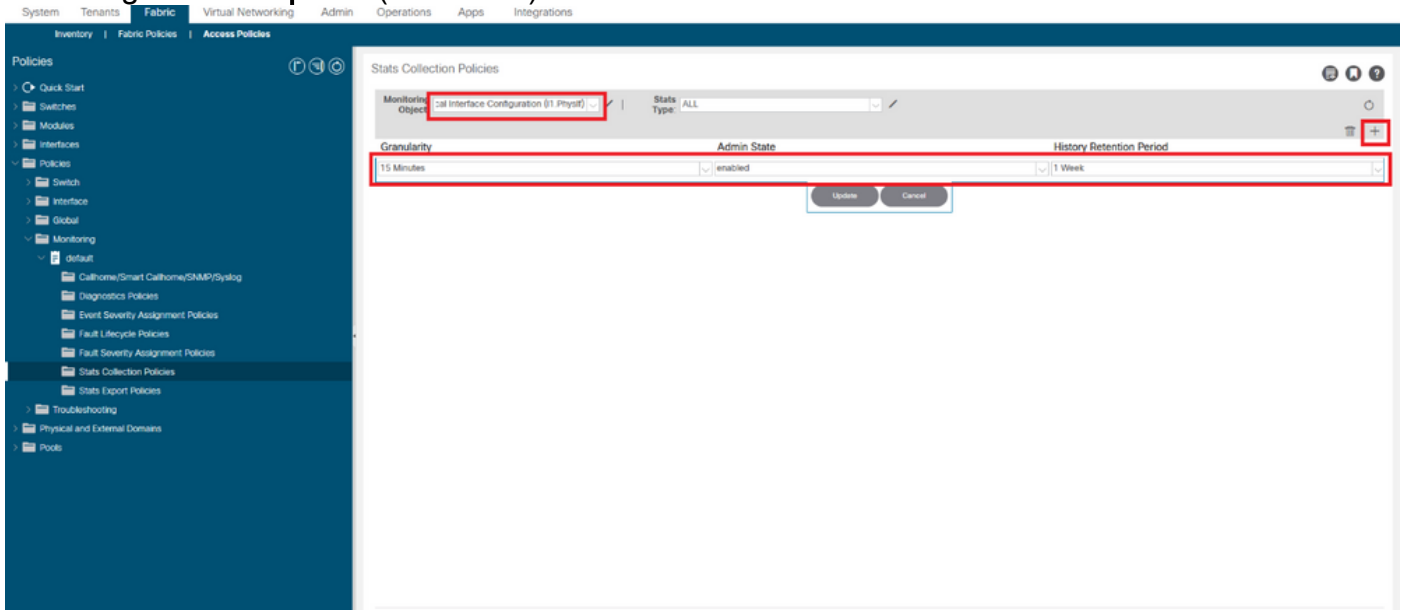 System Tenants Fabric Virtual Networking Admin Operations Apps Integrations
Inventory | Fabric Policies | Access Policies
Policies
Quick Start
Switches
Modules
Interfaces
Policies
Switch
Interface
Global
Monitoring
default
Callhome/Smart Callhome/SNMP/Syslog
Diagnostics Policies
Event Severity Assignment Policies
Fault Lifecycle Policies
Fault Severity Assignment Policies
Stats Collection Policies
Stats Export Policies
Troubleshooting
Physical and External Domains
Pools
Stats Collection Policies
Monitoring Object cal Interface Configuration (l1.PhysIf) | Stats Type: ALL
Granularity Admin State History Retention Period
15 Minutes enabled 1 Week
Update Cancel